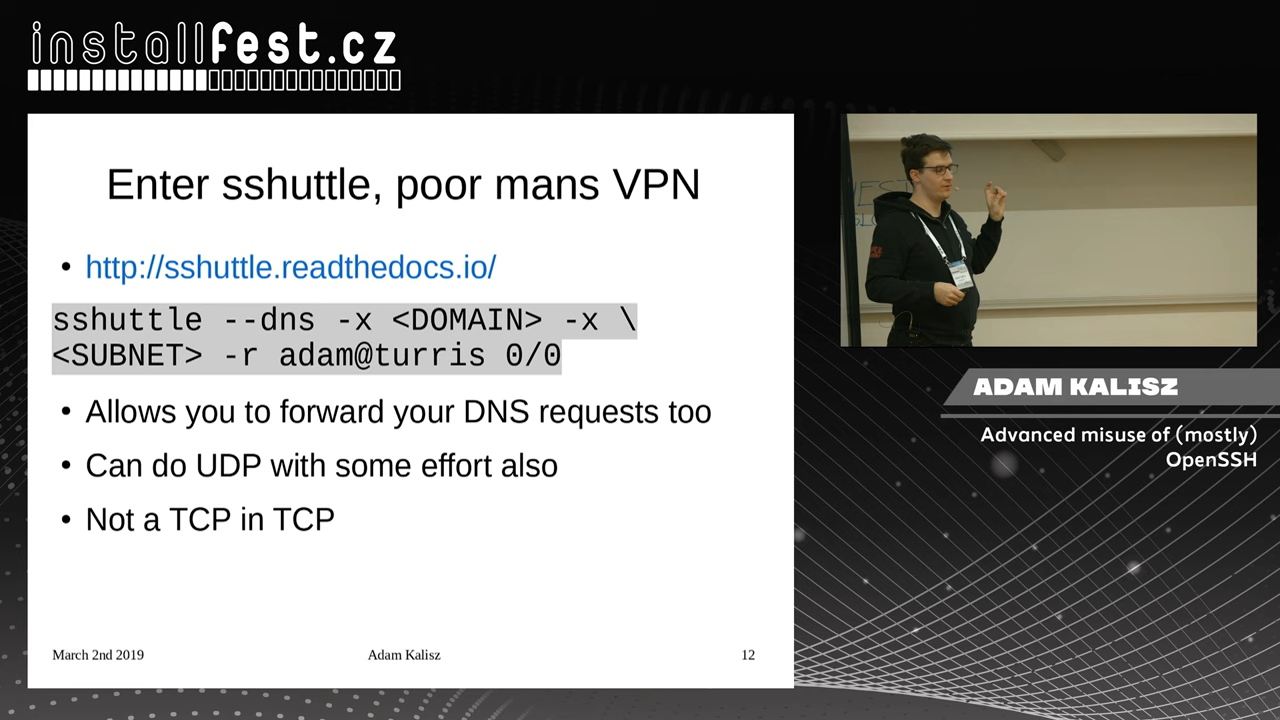 installfest.cz
Enter sshuttle, poor mans VPN
• http://sshuttle.readthedocs.io/
sshuttle --dns -x <DOMAIN> -x \
<SUBNET> -r adam@turris 0/0
• Allows you to forward your DNS requests too
• Can do UDP with some effort also
• Not a TCP in TCP
March 2nd 2019
Adam Kalisz
12
ADAM KALISZ
Advanced misuse of (mostly)
OpenSSH